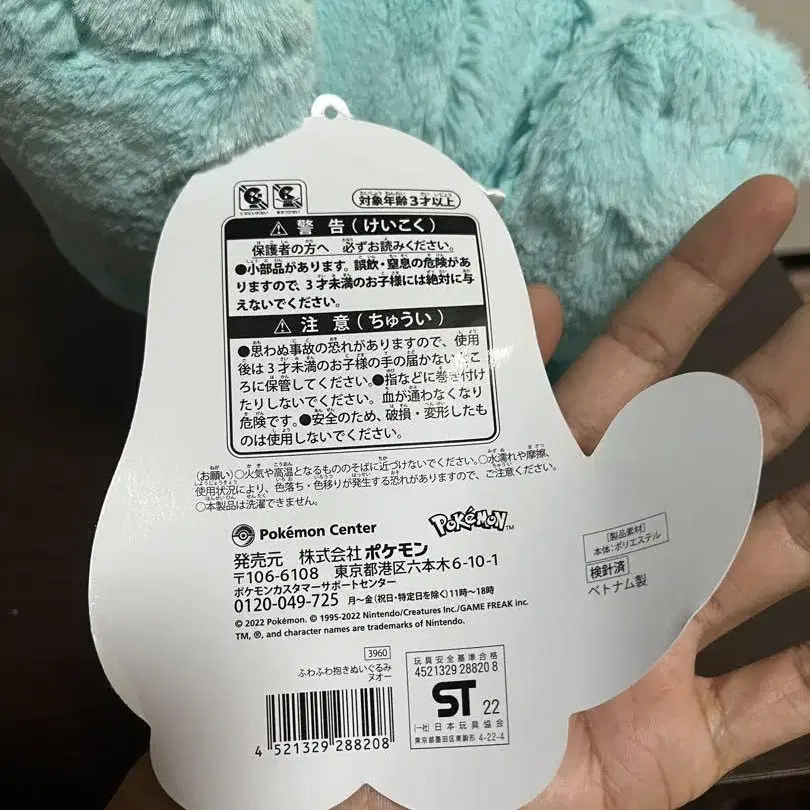 対象年齢3才以上
警告(けいこく)
保護者の方へ 必ずお読みください。
●小部品があります。誤飲・窒息の危険があ
りますので、3才未満のお子様には絶対に与
えないでください。
注意(ちゅうい)
●思わぬ事故の恐れがありますので、使用
後は3才未満のお子様の手の届かないとこ
ろに保管してください。●指などに巻き付け
たりしないでください。血が通わなくなり
危険です。●安全のため、破損・変形したも
のは使用しないでください。
(お願い)○火気や高温となるもののそばに近づけないでください。○水濡れや摩擦、
使用状況により、色落ち・色移りが発生する恐れがありますので、ご注意ください。
○本製品は洗濯できません。
Pokémon Center
POKÉMON™
発売元 株式会社ポケモン
〒106-6108 東京都港区六本木6-10-1
ポケモンカスタマーサポートセンター
0120-049-725 月〜金(祝日・特定日を除く)11時〜18時
© 2022 Pokémon. © 1995-2022 Nintendo/Creatures Inc./GAME FREAK inc.
TM, ®, and character names are trademarks of Nintendo.
[製品素材]
本体:ポリエステル
検針済
ベトナム製
3960
ふわふわ抱きぬいぐるみ
ヌオー
4 521329 288208
玩具安全基準合格
4521329 28820 8
ST 22
(一社)日本玩具協会
東京都墨田区東駒形 4-22-4